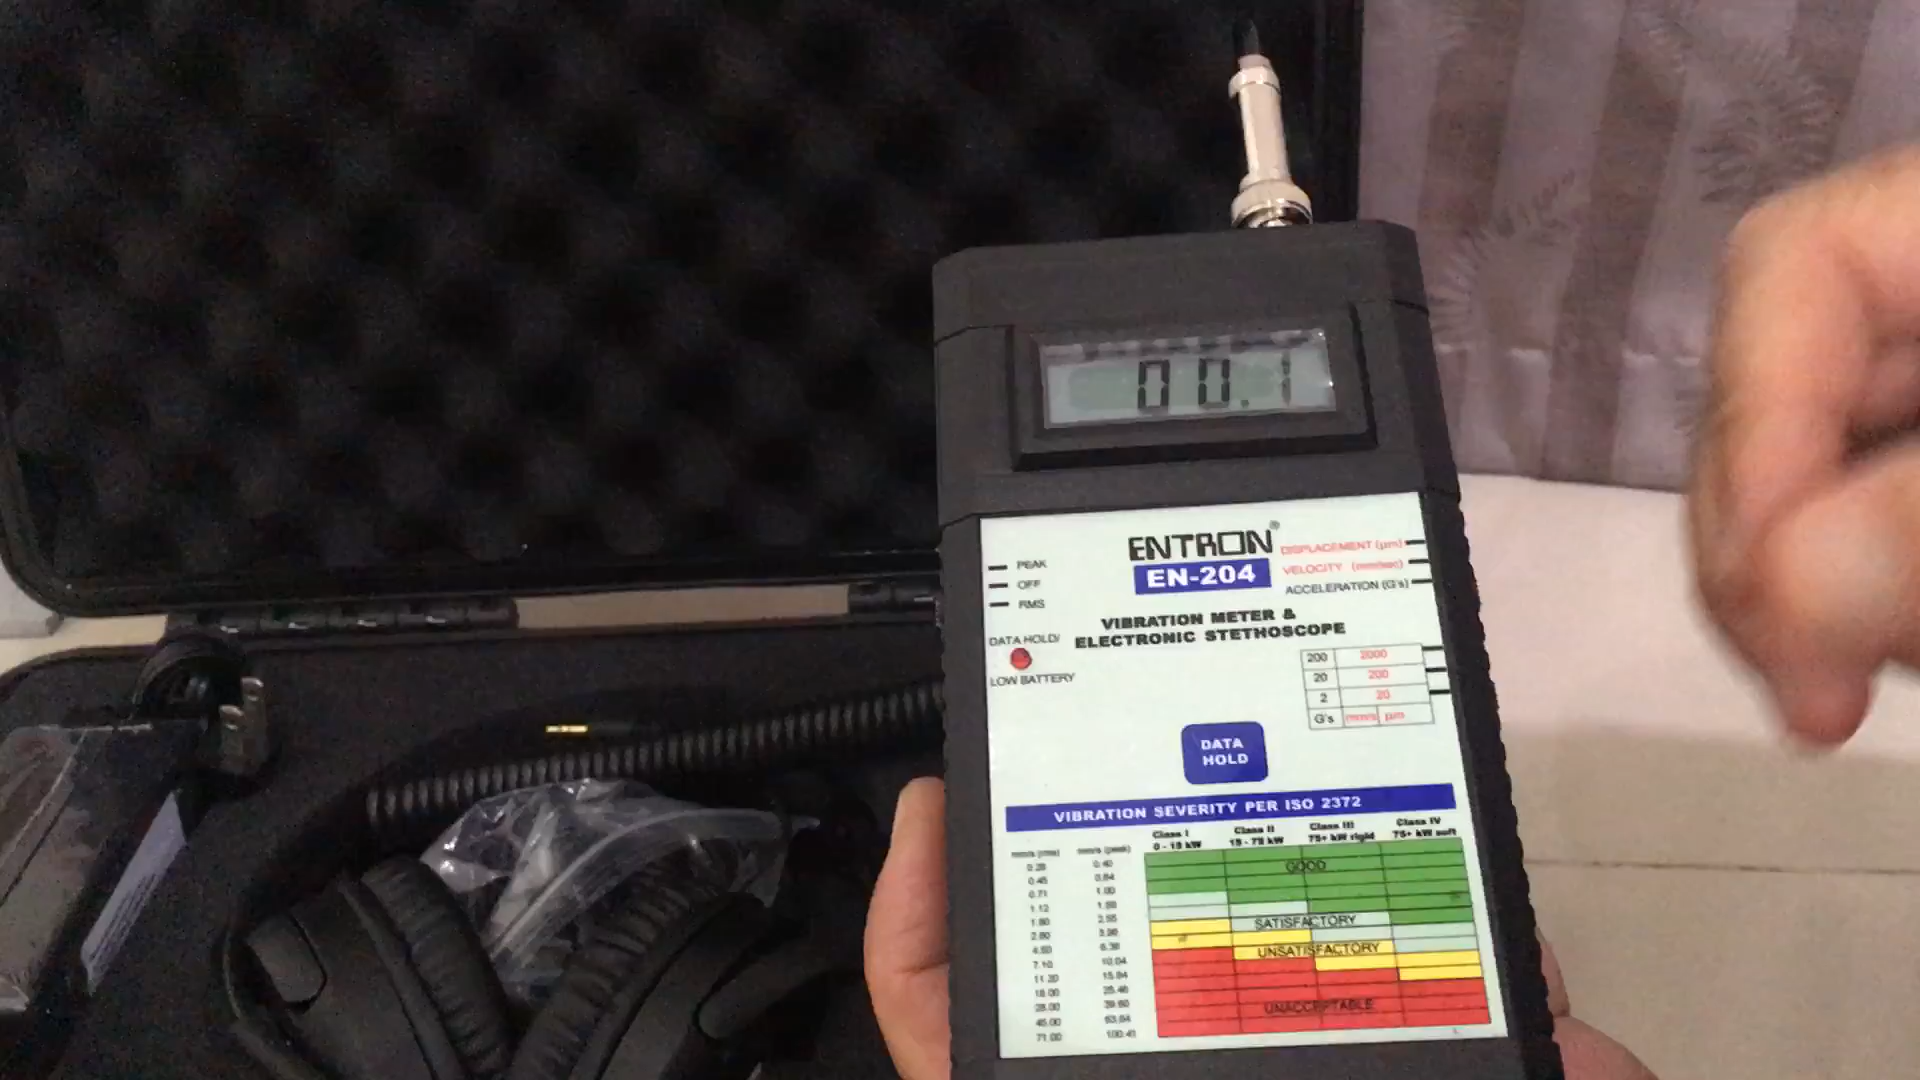 00.1
ENTRON®
EN-204
PEAK
OFF
RMS
DISPLACEMENT (µm)
VELOCITY (mm/sec)
ACCELERATION (G's)
VIBRATION METER &
ELECTRONIC STETHOSCOPE
DATA HOLD/
LOW BATTERY
200 2000
20 200
2 20
G's mm/s µm
DATA
HOLD
VIBRATION SEVERITY PER ISO 2372
Class I Class II Class III Class IV
0 - 15 kW 15 - 75 kW 75+ kW rigid 75+ kW soft
mm/s (rms) mm/s (peak)
0.28 0.40
0.45 0.64
0.71 1.00
1.12
1.80 2.55
2.80
4.50 6.38
7.10 10.04
11.20 15.84
18.00 25.46
28.00 39.60
45.00 63.64
71.00 100.41
GOOD
SATISFACTORY
UNSATISFACTORY
UNACCEPTABLE